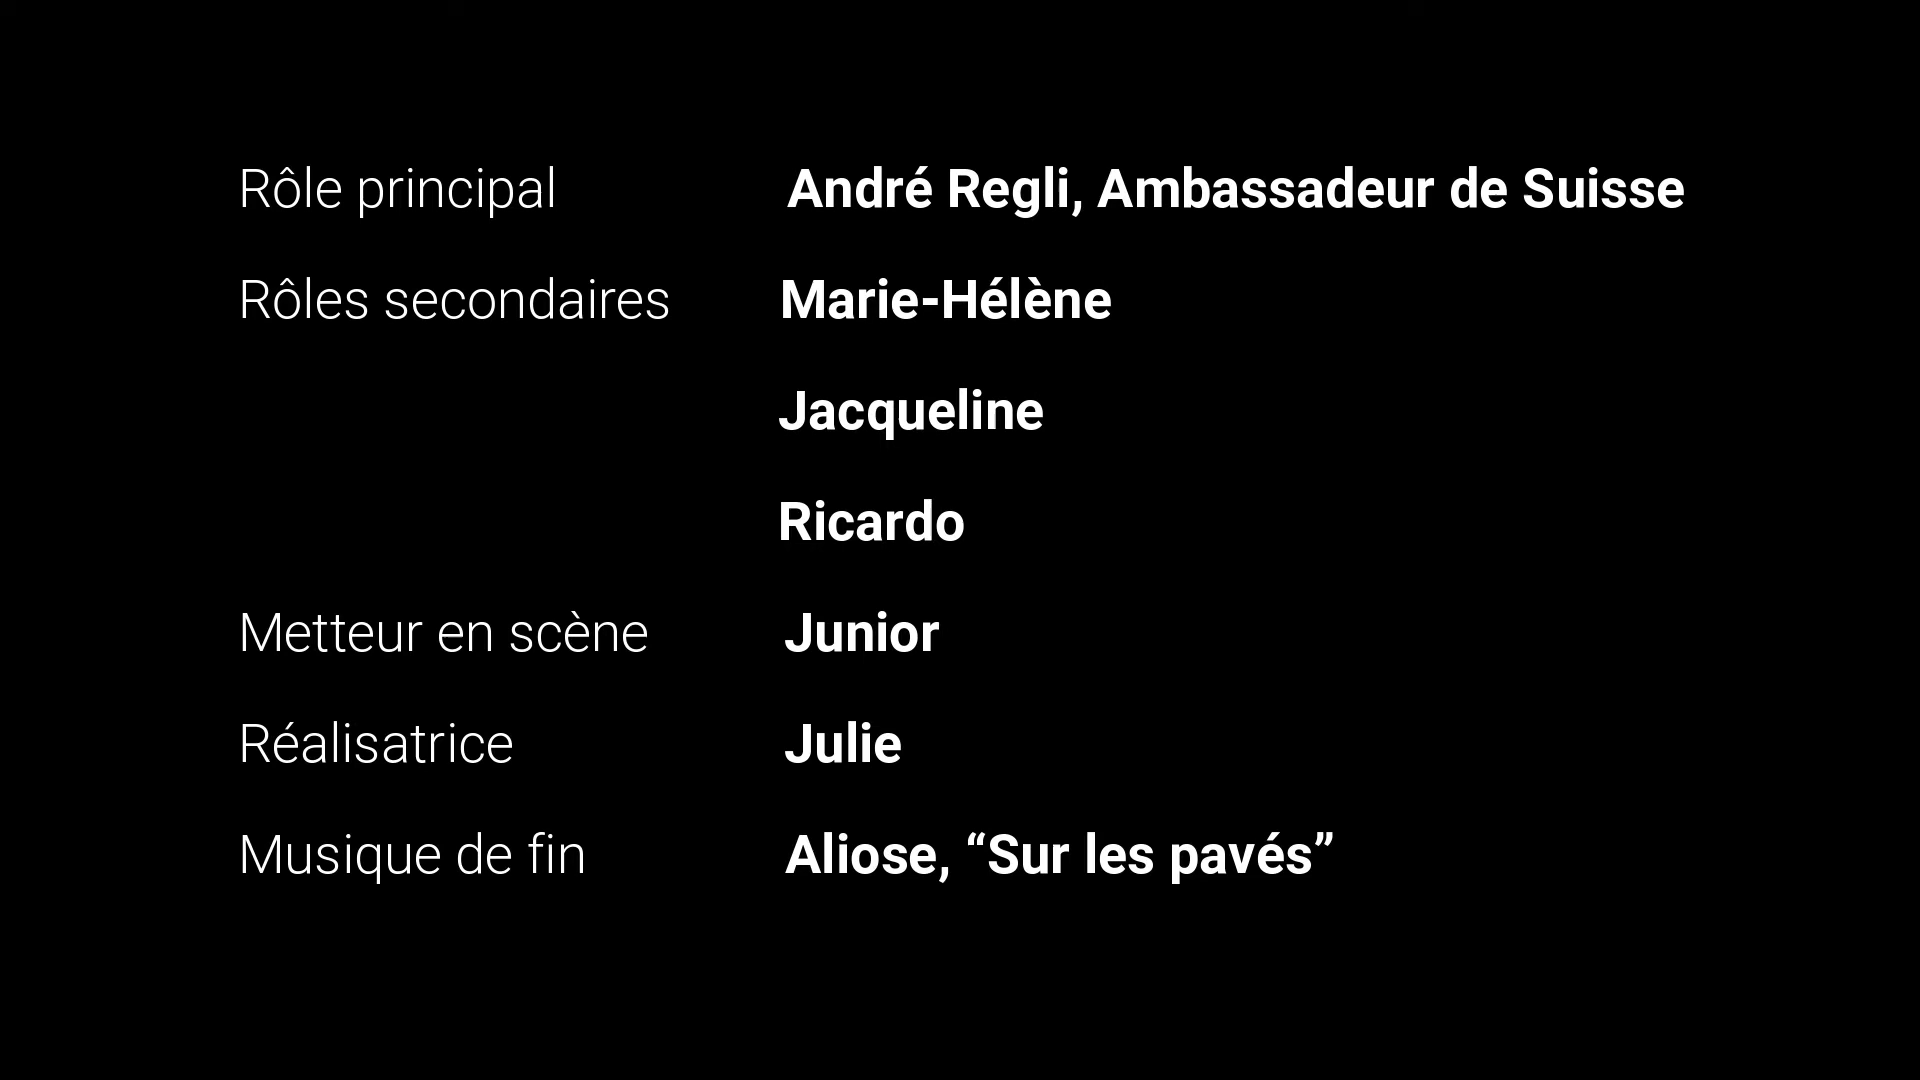 Rôle principal André Regli, Ambassadeur de Suisse
Rôles secondaires Marie-Hélène
Jacqueline
Ricardo
Metteur en scène Junior
Réalisatrice Julie
Musique de fin Aliose, “Sur les pavés”